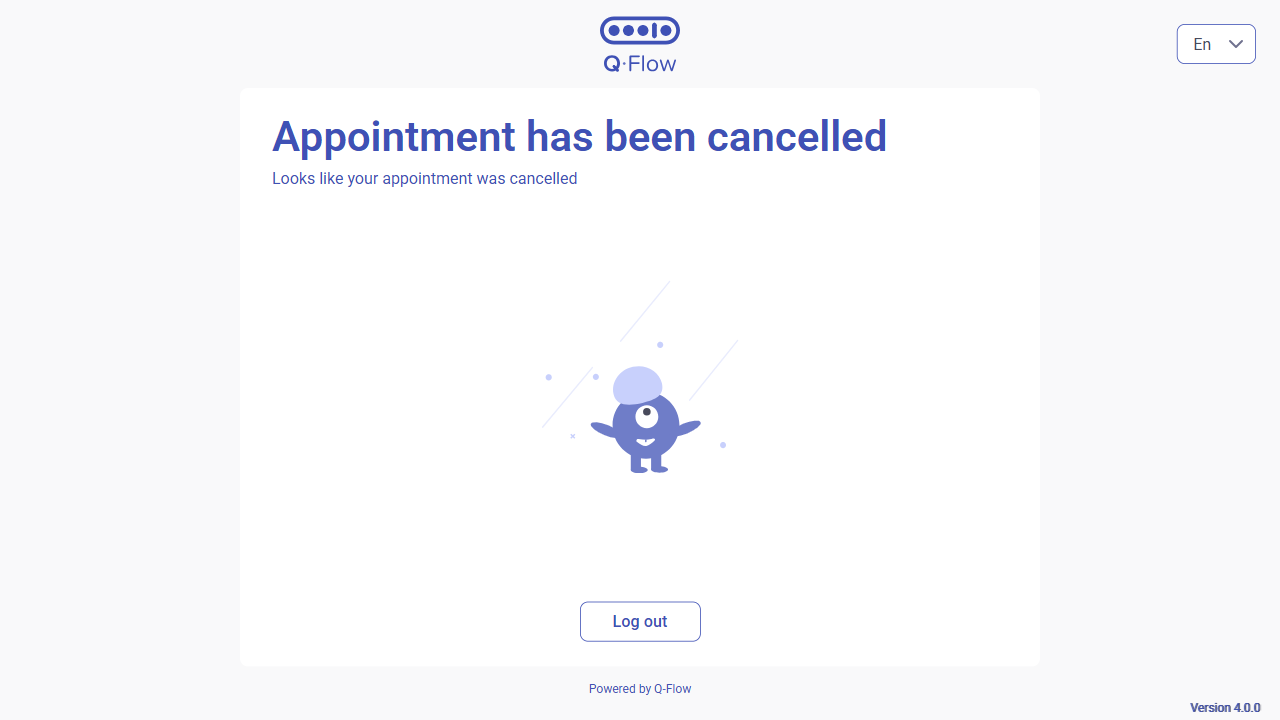 Q·Flow
En
Appointment has been cancelled
Looks like your appointment was cancelled
Log out
Powered by Q-Flow
Version 4.0.0